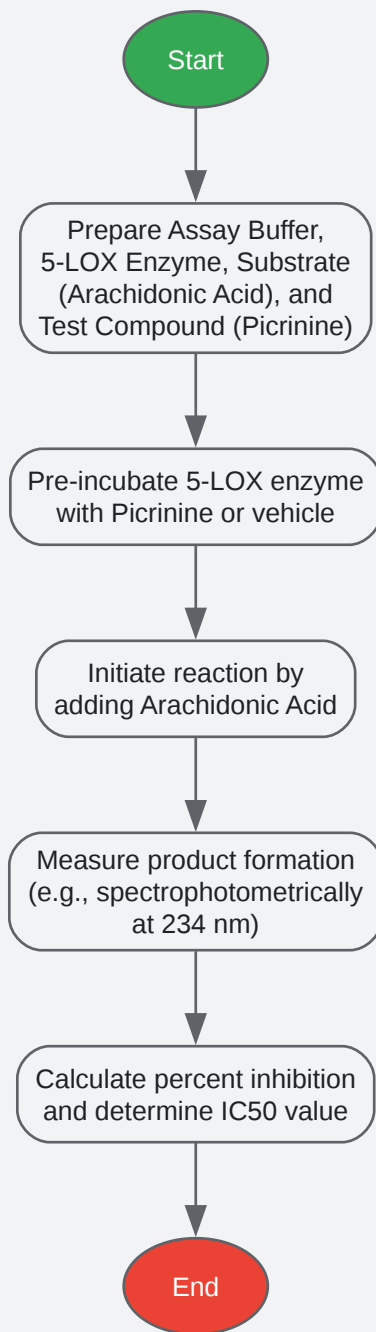 Start
Prepare Assay Buffer,
5-LOX Enzyme, Substrate
(Arachidonic Acid), and
Test Compound (Picrinine)
Pre-incubate 5-LOX enzyme
with Picrinine or vehicle
Initiate reaction by
adding Arachidonic Acid
Measure product formation
(e.g., spectrophotometrically
at 234 nm)
Calculate percent inhibition
and determine IC50 value
End